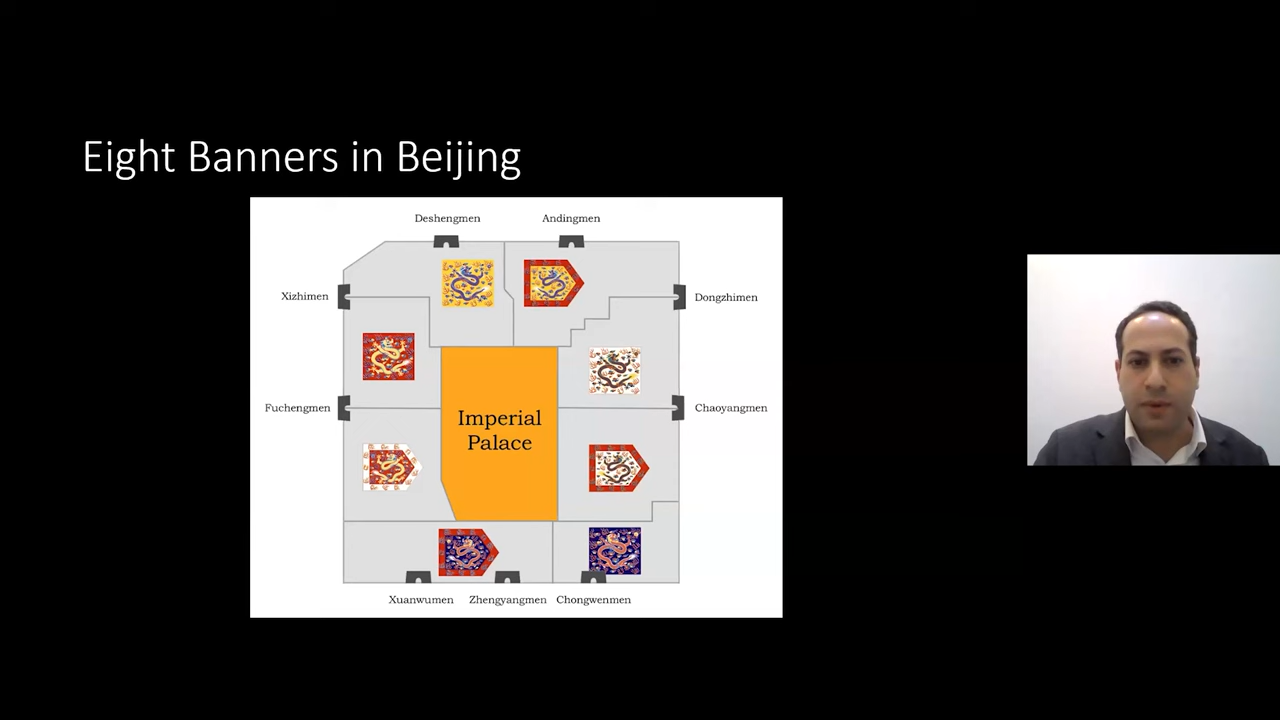 Eight Banners in Beijing
Deshengmen
Andingmen
Xizhimen
Dongzhimen
Fuchengmen
Imperial
Palace
Chaoyangmen
Xuanwumen
Zhengyangmen
Chongwenmen